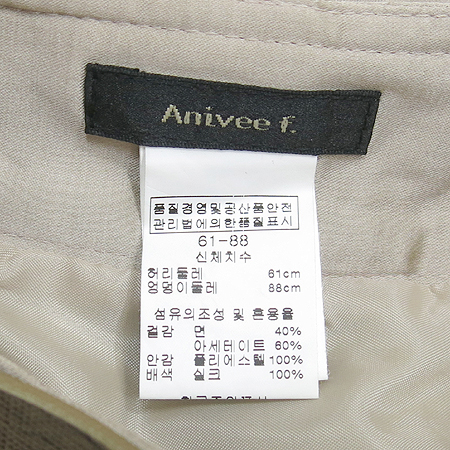 Anivee f.
품질경영및공산품안전
관리법에의한품질표시
61-88
신체치수
허리둘레 61cm
엉덩이둘레 88cm
섬유의조성 및 혼용율
겉감 면 40%
아세테이트 60%
안감 폴리에스텔 100%
배색 실크 100%